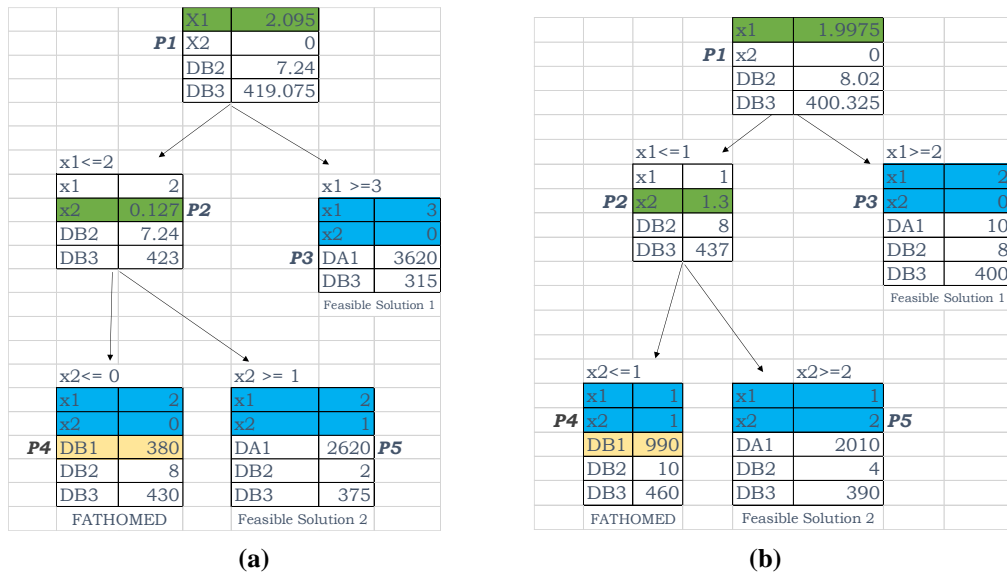 X1 2.095
P1 X2 0
DB2 7.24
DB3 419.075
x1<=2
x1 2
x2 0.127 P2
DB2 7.24
DB3 423
x1 >=3
x1 3
x2 0
P3 DA1 3620
DB3 315
Feasible Solution 1
x2<= 0
x1 2
x2 0
P4 DB1 380
DB2 8
DB3 430
FATHOMED
x2 >= 1
x1 2
x2 1
DA1 2620 P5
DB2 2
DB3 375
Feasible Solution 2
(a)
x1 1.9975
P1 x2 0
DB2 8.02
DB3 400.325
x1<=1
x1 1
P2 x2 1.3
DB2 8
DB3 437
x1>=2
x1 2
P3 x2 0
DA1 10
DB2 8
DB3 400
Feasible Solution 1
x2<=1
x1 1
P4 x2 1
DB1 990
DB2 10
DB3 460
FATHOMED
x2>=2
x1 1
x2 2 P5
DA1 2010
DB2 4
DB3 390
Feasible Solution 2
(b)